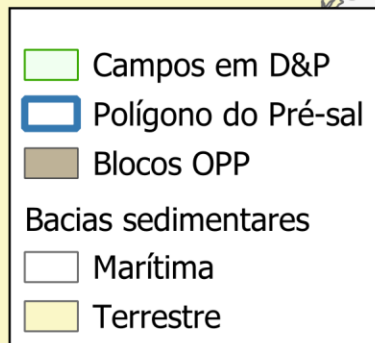 Campos em D&P
Polígono do Pré-sal
Blocos OPP
Bacias sedimentares
Marítima
Terrestre